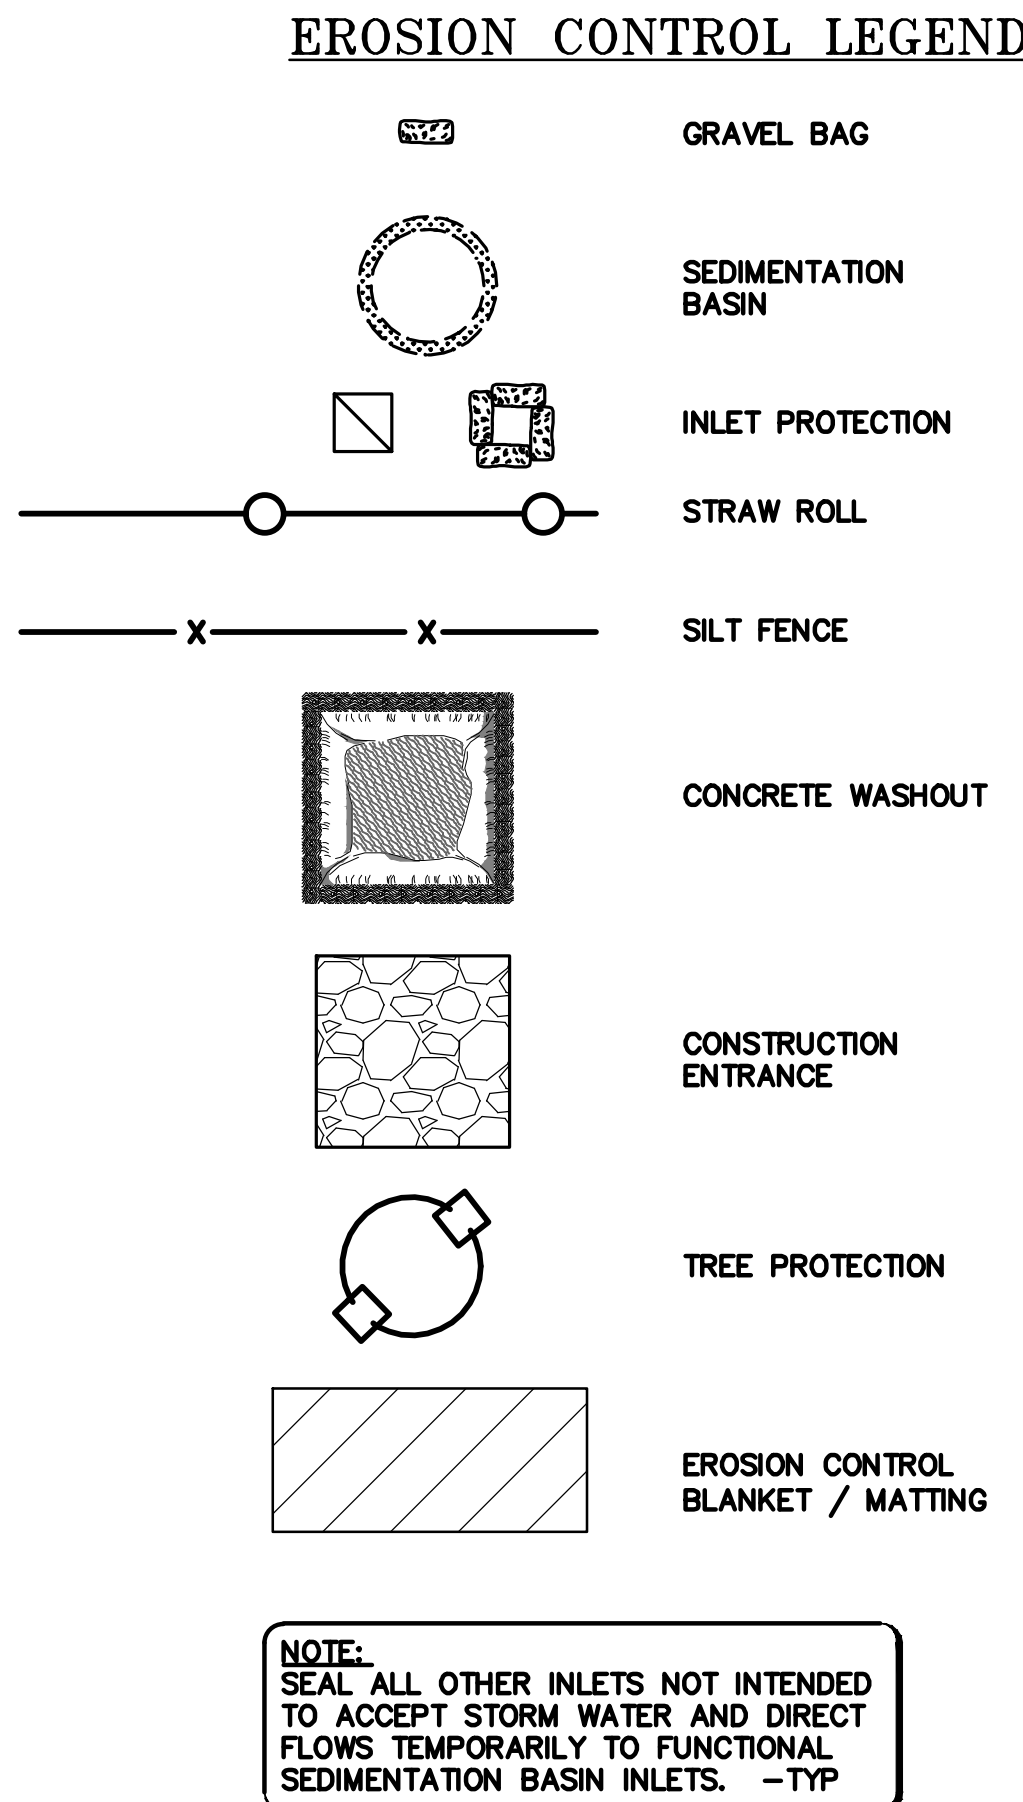 EROSION CONTROL LEGEND
GRAVEL BAG
SEDIMENTATION
BASIN
INLET PROTECTION
STRAW ROLL
X X
SILT FENCE
CONCRETE WASHOUT
CONSTRUCTION
ENTRANCE
TREE PROTECTION
EROSION CONTROL
BLANKET / MATTING
NOTE:
SEAL ALL OTHER INLETS NOT INTENDED
TO ACCEPT STORM WATER AND DIRECT
FLOWS TEMPORARILY TO FUNCTIONAL
SEDIMENTATION BASIN INLETS. -TYP